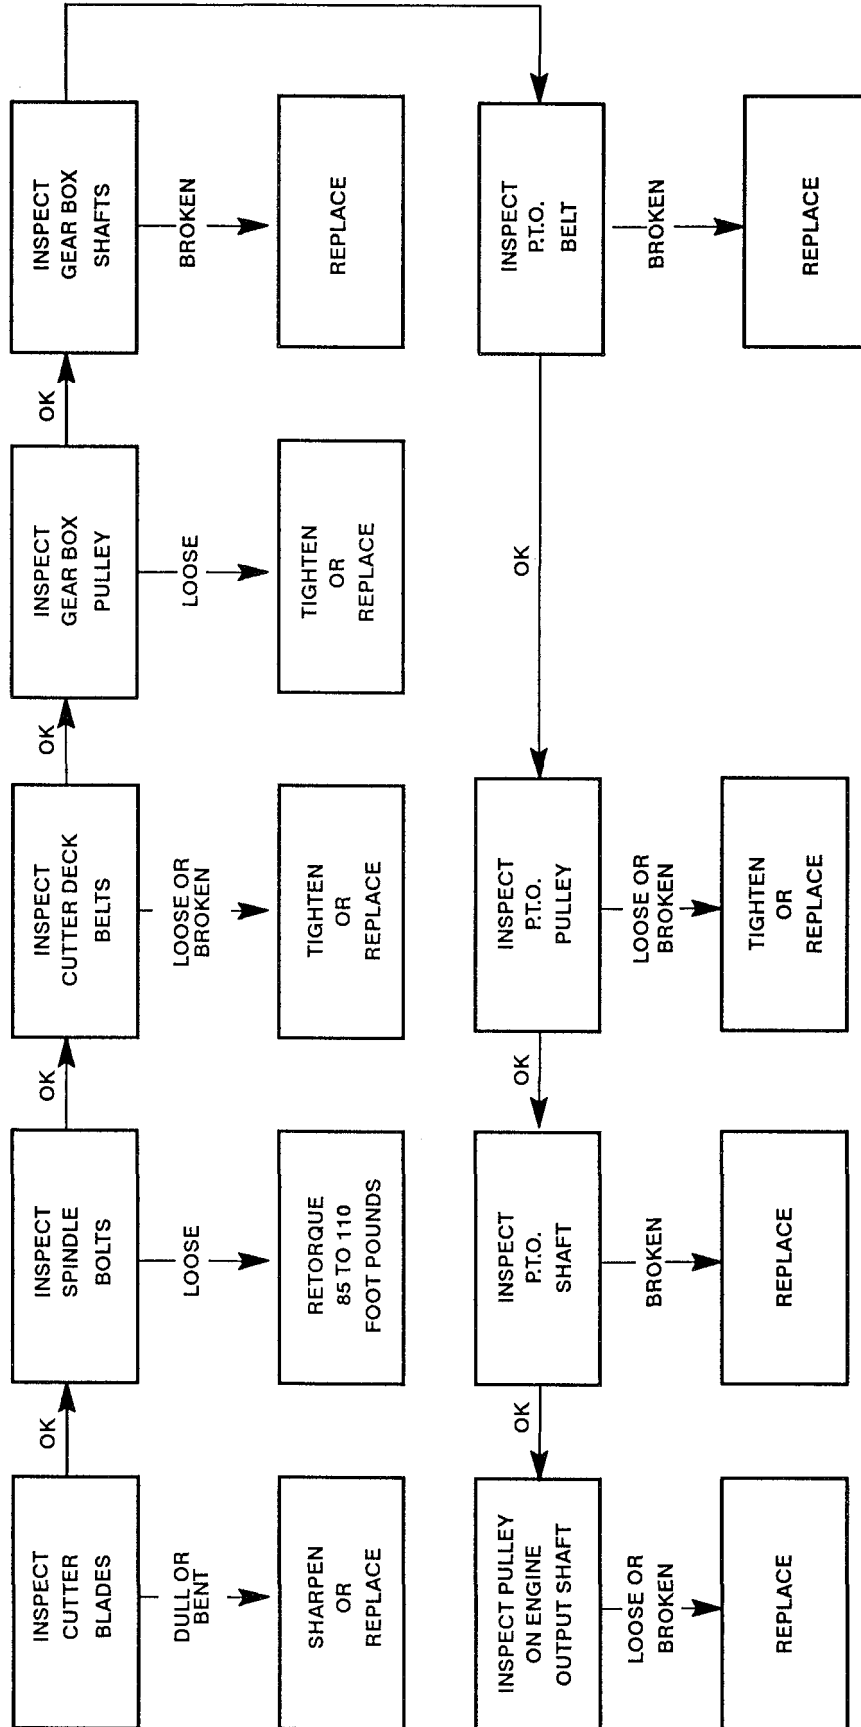 INSPECT
CUTTER
BLADES
OK
INSPECT
SPINDLE
BOLTS
OK
INSPECT
CUTTER DECK
BELTS
OK
INSPECT
GEAR BOX
PULLEY
OK
INSPECT
GEAR BOX
SHAFTS
DULL OR
BENT
LOOSE
LOOSE OR
BROKEN
LOOSE
BROKEN
SHARPEN
OR
REPLACE
RETORQUE
85 TO 110
FOOT POUNDS
TIGHTEN
OR
REPLACE
TIGHTEN
OR
REPLACE
REPLACE
INSPECT PULLEY
ON ENGINE
OUTPUT SHAFT
OK
INSPECT
P.T.O.
SHAFT
OK
INSPECT
P.T.O.
PULLEY
OK
INSPECT
P.T.O.
BELT
LOOSE OR
BROKEN
BROKEN
LOOSE OR
BROKEN
BROKEN
REPLACE
REPLACE
TIGHTEN
OR
REPLACE
REPLACE